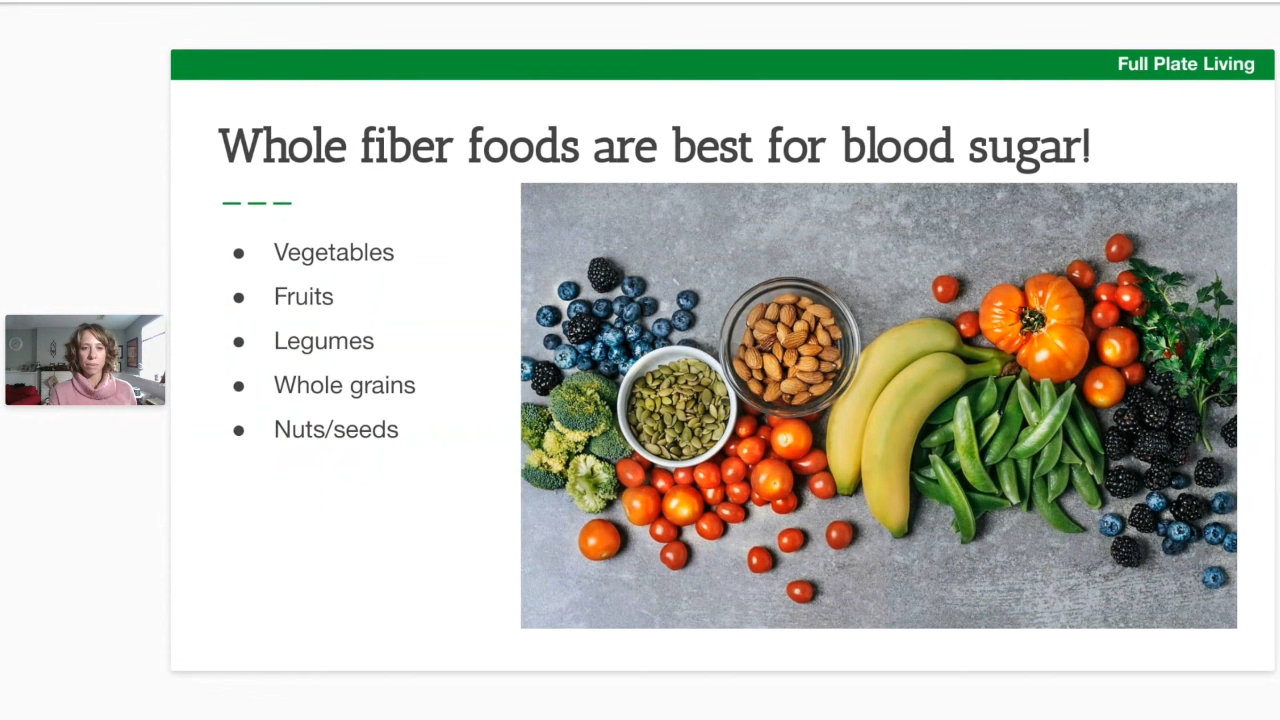 Full Plate Living
Whole fiber foods are best for blood sugar!
● Vegetables
● Fruits
● Legumes
● Whole grains
● Nuts/seeds